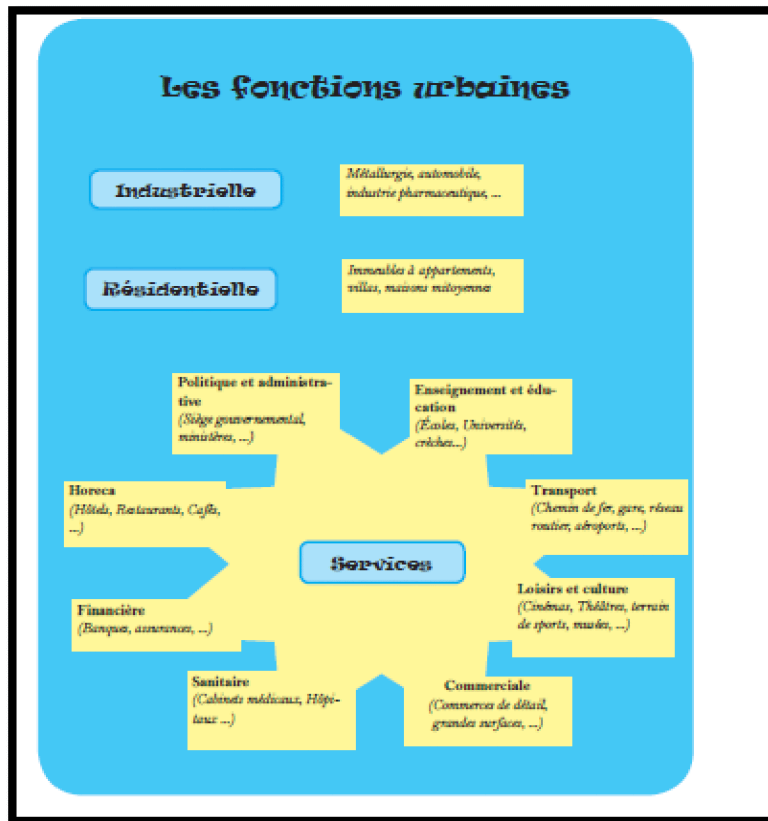 Les fonctions urbaines
Industrielle
Métallurgie, automobile,
industrie pharmaceutique, ...
Résidentielle
Immeubles à appartements,
villas, maisons mitoyennes
Politique et administra-
tive
(Siège gouvernemental,
ministères, ...)
Enseignement et édu-
cation
(Écoles, Universités,
crèches...)
Horeca
(Hôtels, Restaurants, Cafés,
...)
Transport
(Chemin de fer, gare, réseau
routier, aéroports, ...)
Services
Financière
(Banques, assurances, ...)
Loisirs et culture
(Cinémas, Théâtres, terrain
de sports, musées, ...)
Sanitaire
(Cabinets médicaux, Hôpi-
taux ...)
Commerciale
(Commerces de détail,
grandes surfaces, ...)